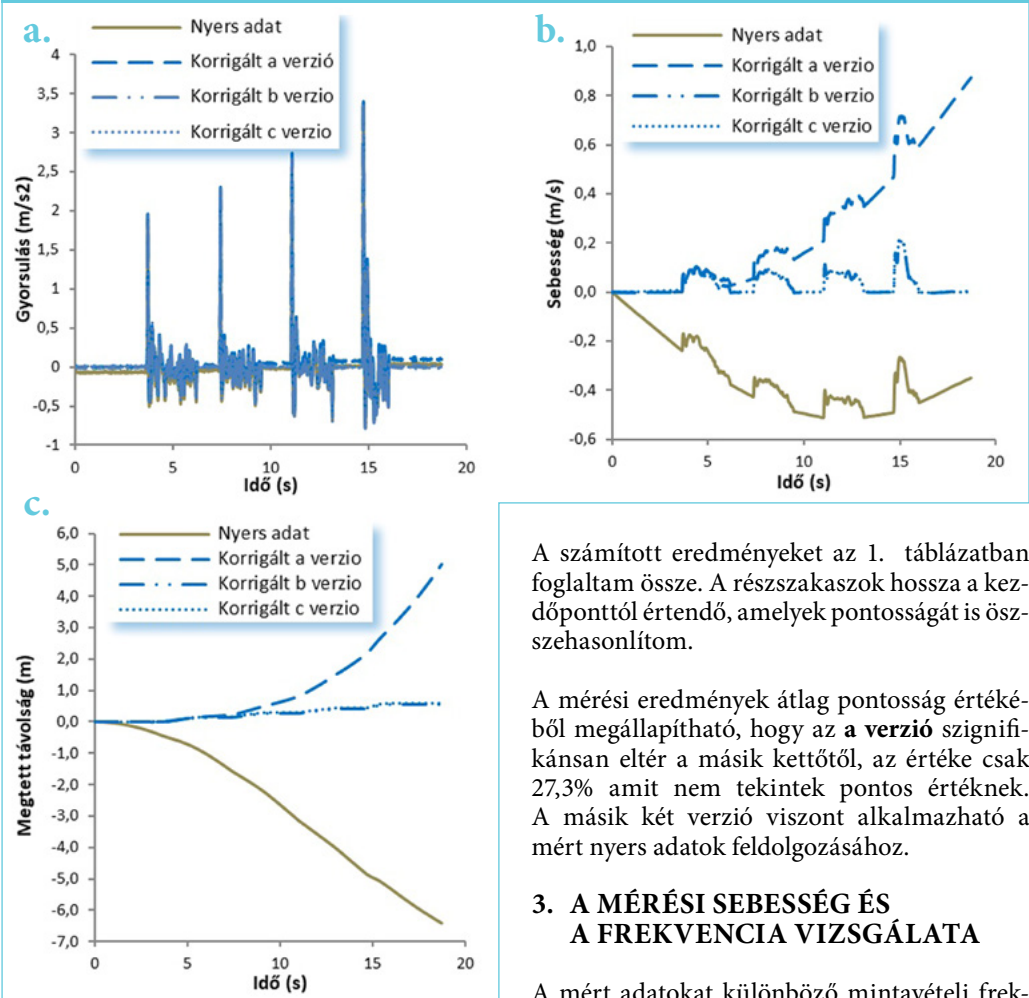 a.
Nyers adat
Korrigált a verzió
Korrigált b verzio
Korrigált c verzio
4
3,5
3
2,5
2
1,5
1
0,5
0
-0,5
-1
Gyorsulás (m/s2)
0 5 10 15 20
Idő (s)
b.
Nyers adat
Korrigált a verzio
Korrigált b verzio
Korrigált c verzio
1,0
0,8
0,6
0,4
0,2
0,0
-0,2
-0,4
-0,6
Sebesség (m/s)
0 5 10 15 20
Idő (s)
c.
Nyers adat
Korrigált a verzio
Korrigált b verzio
Korrigált c verzio
6,0
5,0
4,0
3,0
2,0
1,0
0,0
-1,0
-2,0
-3,0
-4,0
-5,0
-6,0
-7,0
Megtett távolság (m)
0 5 10 15 20
Idő (s)
A számított eredményeket az 1. táblázatban
foglaltam össze. A részszakaszok hossza a kez-
dőponttól értendő, amelyek pontosságát is ösz-
szehasonlítom.
A mérési eredmények átlag pontosság értéké-
ből megállapítható, hogy az a verzió szignifi-
kánsan eltér a másik kettőtől, az értéke csak
27,3% amit nem tekintek pontos értéknek.
A másik két verzió viszont alkalmazható a
mért nyers adatok feldolgozásához.
3. A MÉRÉSI SEBESSÉG ÉS
A FREKVENCIA VIZSGÁLATA
A mért adatokat különböző mintavételi frek-